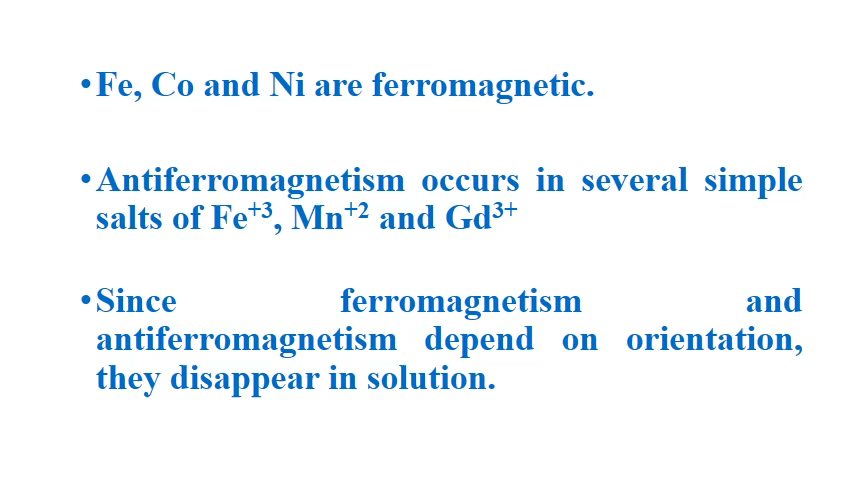 •Fe, Co and Ni are ferromagnetic.
•Antiferromagnetism occurs in several simple
salts of Fe⁺³, Mn⁺² and Gd³⁺
•Since ferromagnetism and
antiferromagnetism depend on orientation,
they disappear in solution.